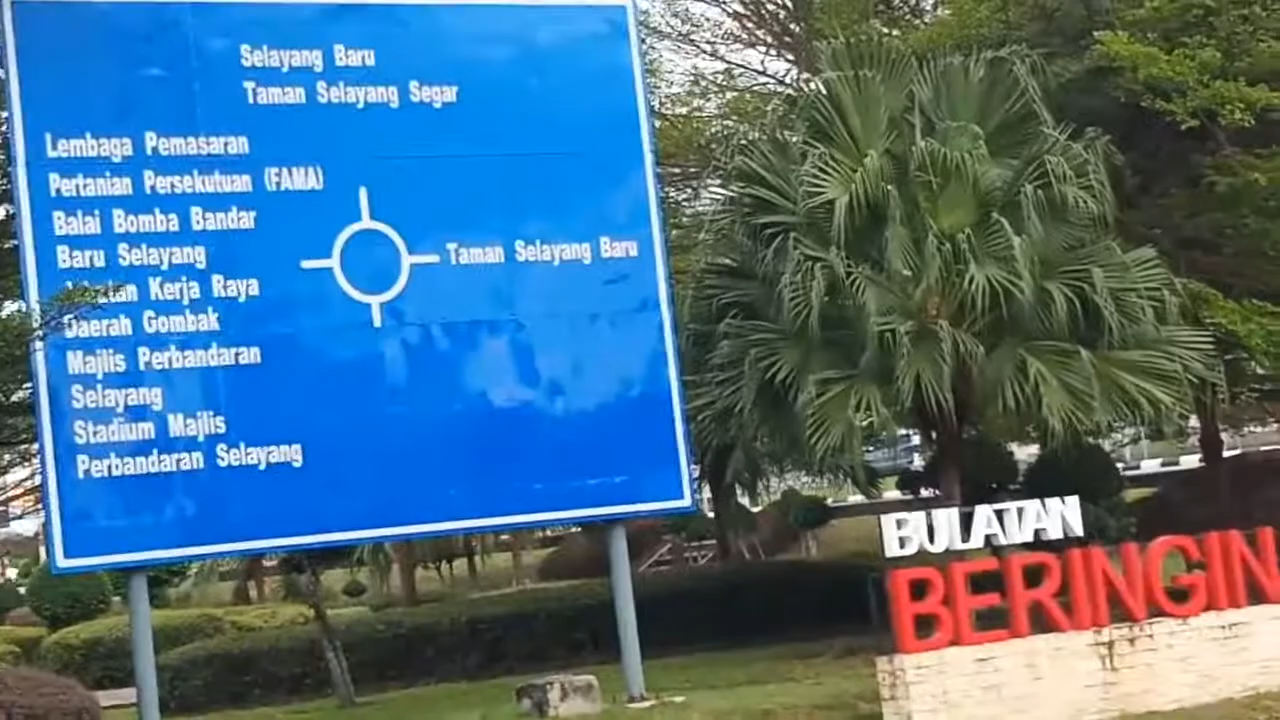 Selayang Baru
Taman Selayang Segar
Lembaga Pemasaran
Pertanian Persekutuan (FAMA)
Balai Bomba Bandar
Baru Selayang
Kerja Raya
Daerah Gombak
Majlis Perbandaran
Selayang
Stadium Majlis
Perbandaran Selayang
Taman Selayang Baru
BULATAN
BERINGIN